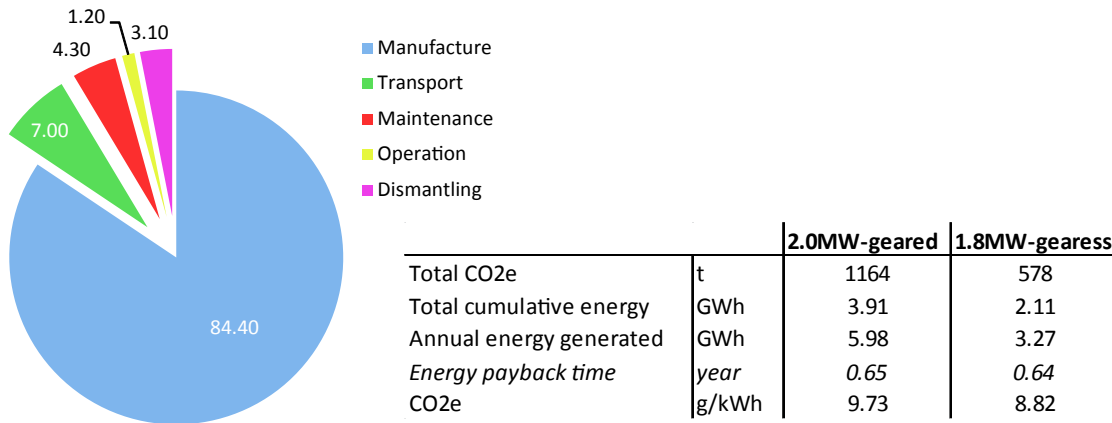 1.20
4.30
3.10
7.00
84.40
Manufacture
Transport
Maintenance
Operation
Dismantling
2.0MW-geared 1.8MW-gearess
Total CO2e t 1164 578
Total cumulative energy GWh 3.91 2.11
Annual energy generated GWh 5.98 3.27
Energy payback time year 0.65 0.64
CO2e g/kWh 9.73 8.82